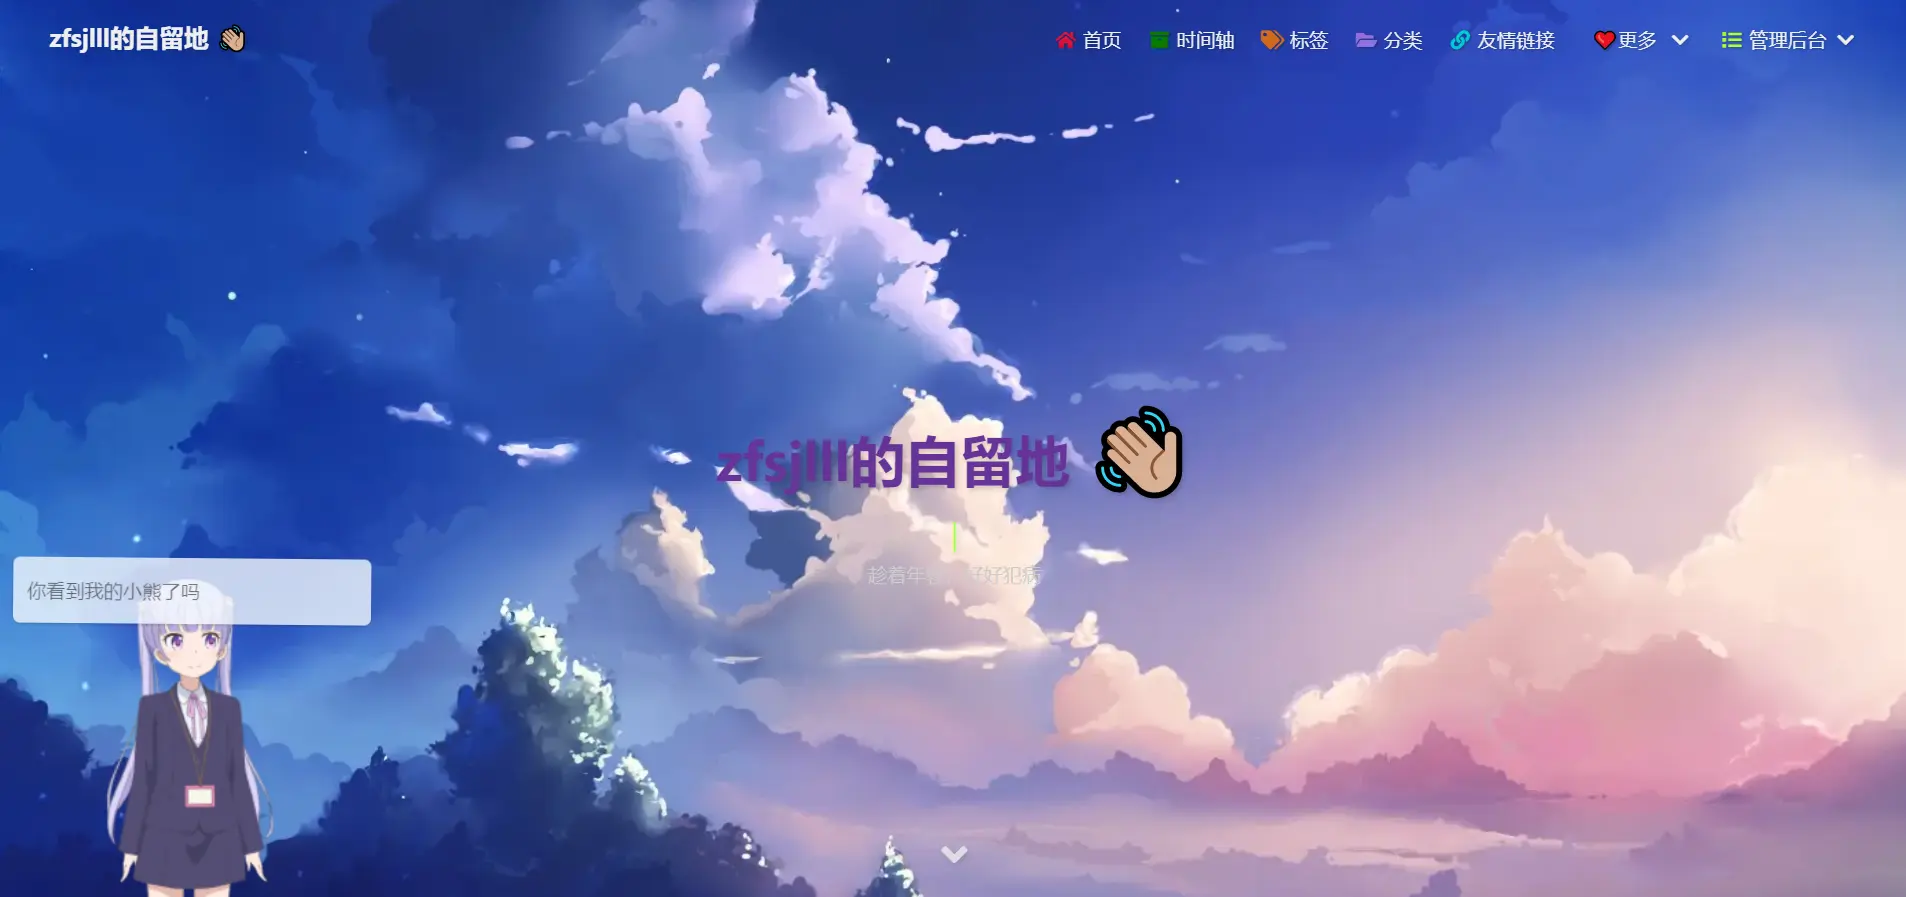 zfsjlll的自留地
首页 时间轴 标签 分类 友情链接 更多 管理后台
zfsjlll的自留地
趁着年 好好犯病
你看到我的小熊了吗